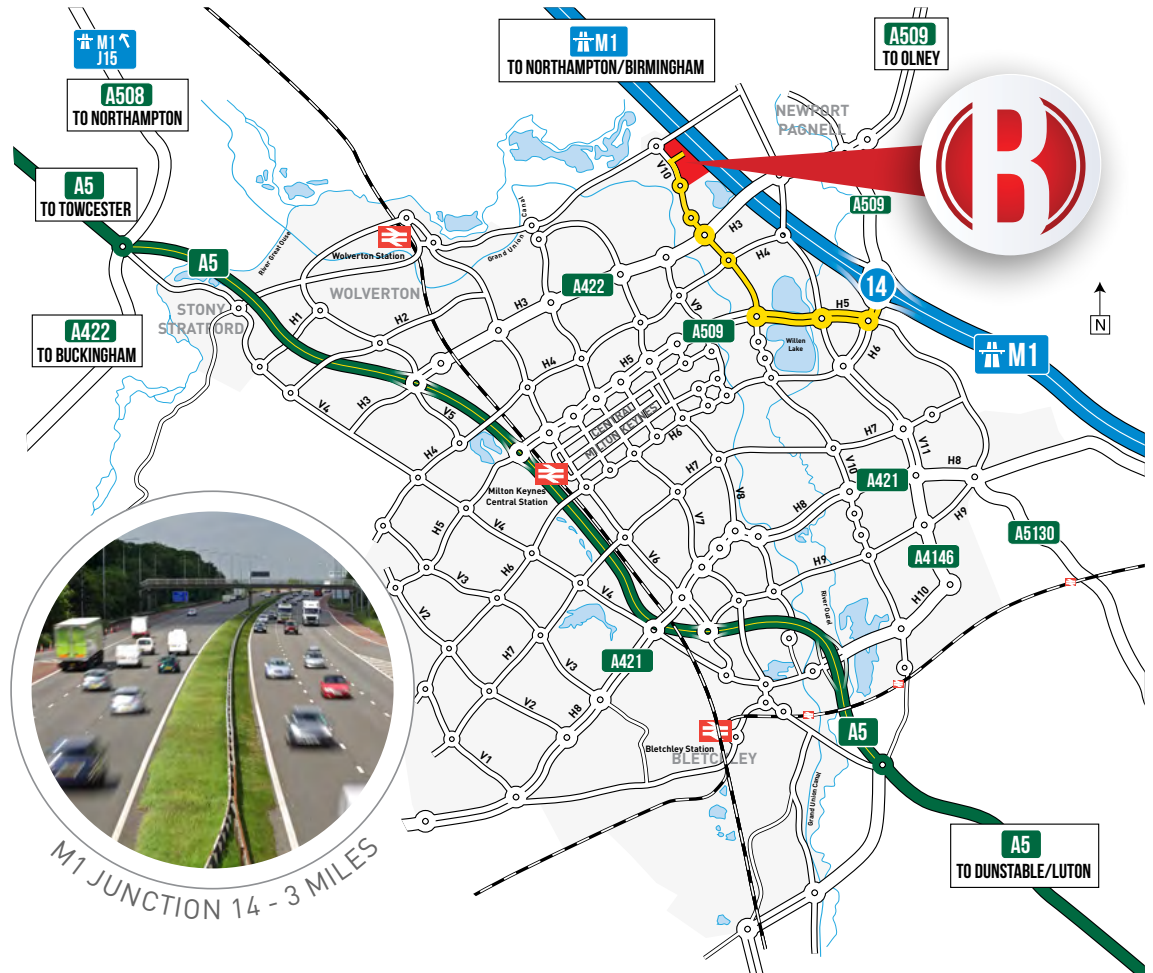 M1
J15
A508
TO NORTHAMPTON
M1
TO NORTHAMPTON/BIRMINGHAM
A509
TO OLNEY
NEWPORT
PAGNELL
B
A5
TO TOWCESTER
V10
A509
H3
H4
River Great Ouse
Wolverton Station
Grand Union Canal
A5
A422
14
WOLVERTON
STONY
STRATFORD
H1
H2
H3
V9
H5
A509
N
A422
TO BUCKINGHAM
Willen
Lake
H6
M1
H4
H5
V4
H3
V5
CENTRAL
MILTON KEYNES
H6
H7
V11
H4
H7
V10
H8
Milton Keynes
Central Station
V8
A421
H5
V4
V7
H8
H9
A5130
H6
V6
A4146
V3
V4
H9
H10
V2
River Ouzel
H7
V3
A421
V2
H8
A5
V1
Bletchley Station
BLETCHLEY
Grand Union Canal
A5
TO DUNSTABLE/LUTON
M1 JUNCTION 14 - 3 MILES